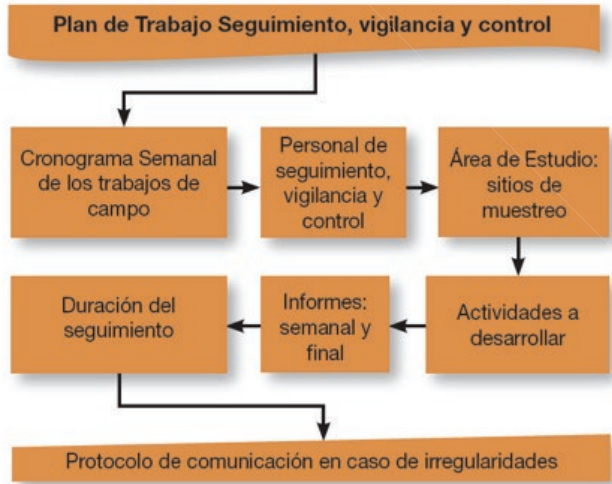 Plan de Trabajo Seguimiento, vigilancia y control
Cronograma Semanal
de los trabajos de
campo
Personal de
seguimiento,
vigilancia y
control
Área de Estudio:
sitios de
muestreo
Actividades a
desarrollar
Informes:
semanal y
final
Duración del
seguimiento
Protocolo de comunicación en caso de irregularidades